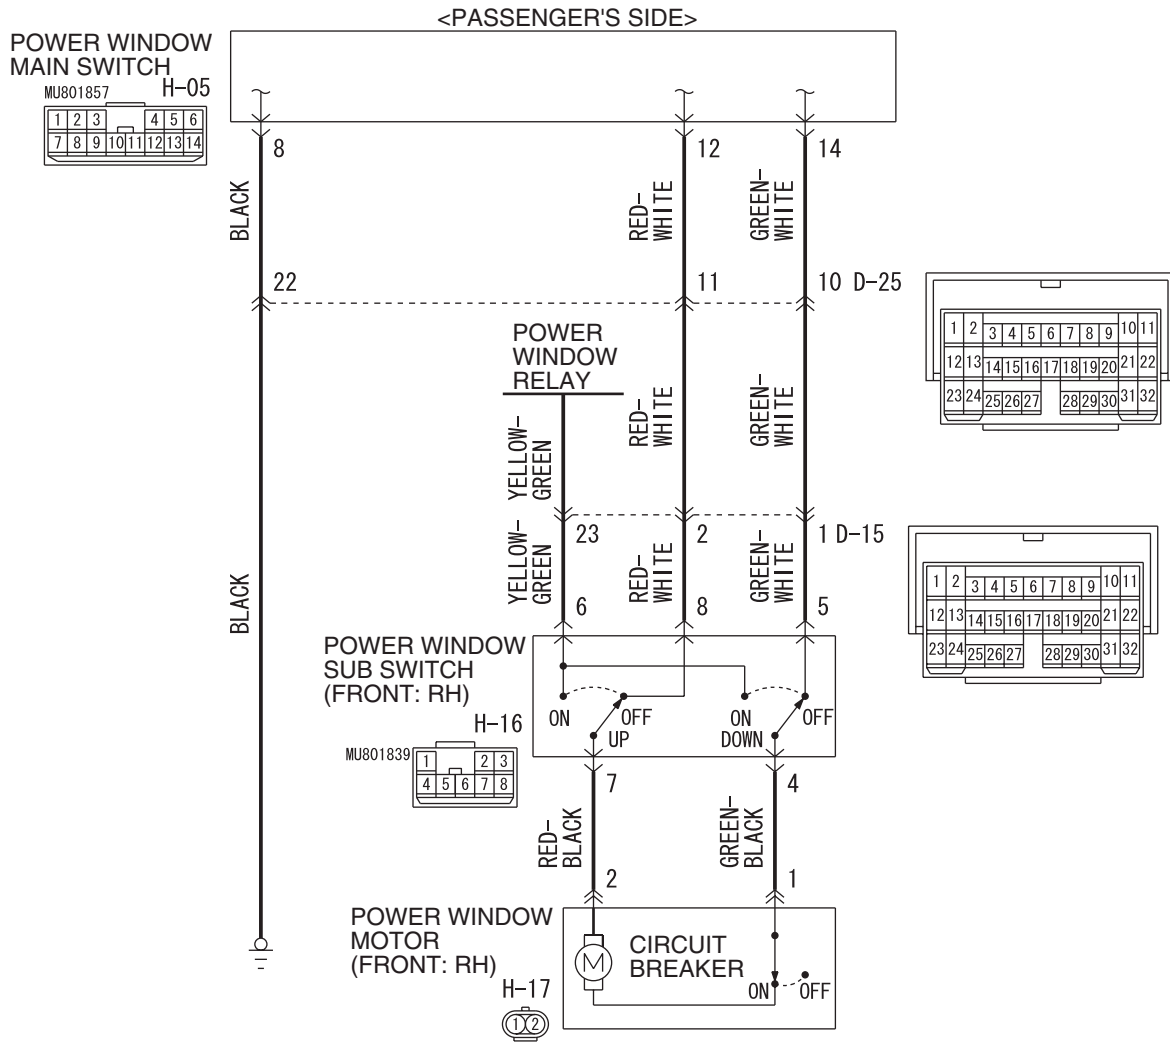 <PASSENGER'S SIDE>
POWER WINDOW
MAIN SWITCH
MU801857
H-05
1 2 3 4 5 6
7 8 9 10 11 12 13 14
8
12
14
BLACK
RED-
WHITE
GREEN-
WHITE
22
11
10 D-25
1 2 3 4 5 6 7 8 9 10 11
12 13 14 15 16 17 18 19 20 21 22
23 24 25 26 27 28 29 30 31 32
POWER
WINDOW
RELAY
YELLOW-
GREEN
RED-
WHITE
GREEN-
WHITE
23
2
1 D-15
1 2 3 4 5 6 7 8 9 10 11
12 13 14 15 16 17 18 19 20 21 22
23 24 25 26 27 28 29 30 31 32
BLACK
YELLOW-
GREEN
RED-
WHITE
GREEN-
WHITE
6
8
5
POWER WINDOW
SUB SWITCH
(FRONT: RH)
ON
OFF
UP
ON
OFF
DOWN
H-16
MU801839
1 2 3
4 5 6 7 8
7
4
RED-
BLACK
GREEN-
BLACK
2
1
POWER WINDOW
MOTOR
(FRONT: RH)
M
CIRCUIT
BREAKER
ON
OFF
H-17
1 2